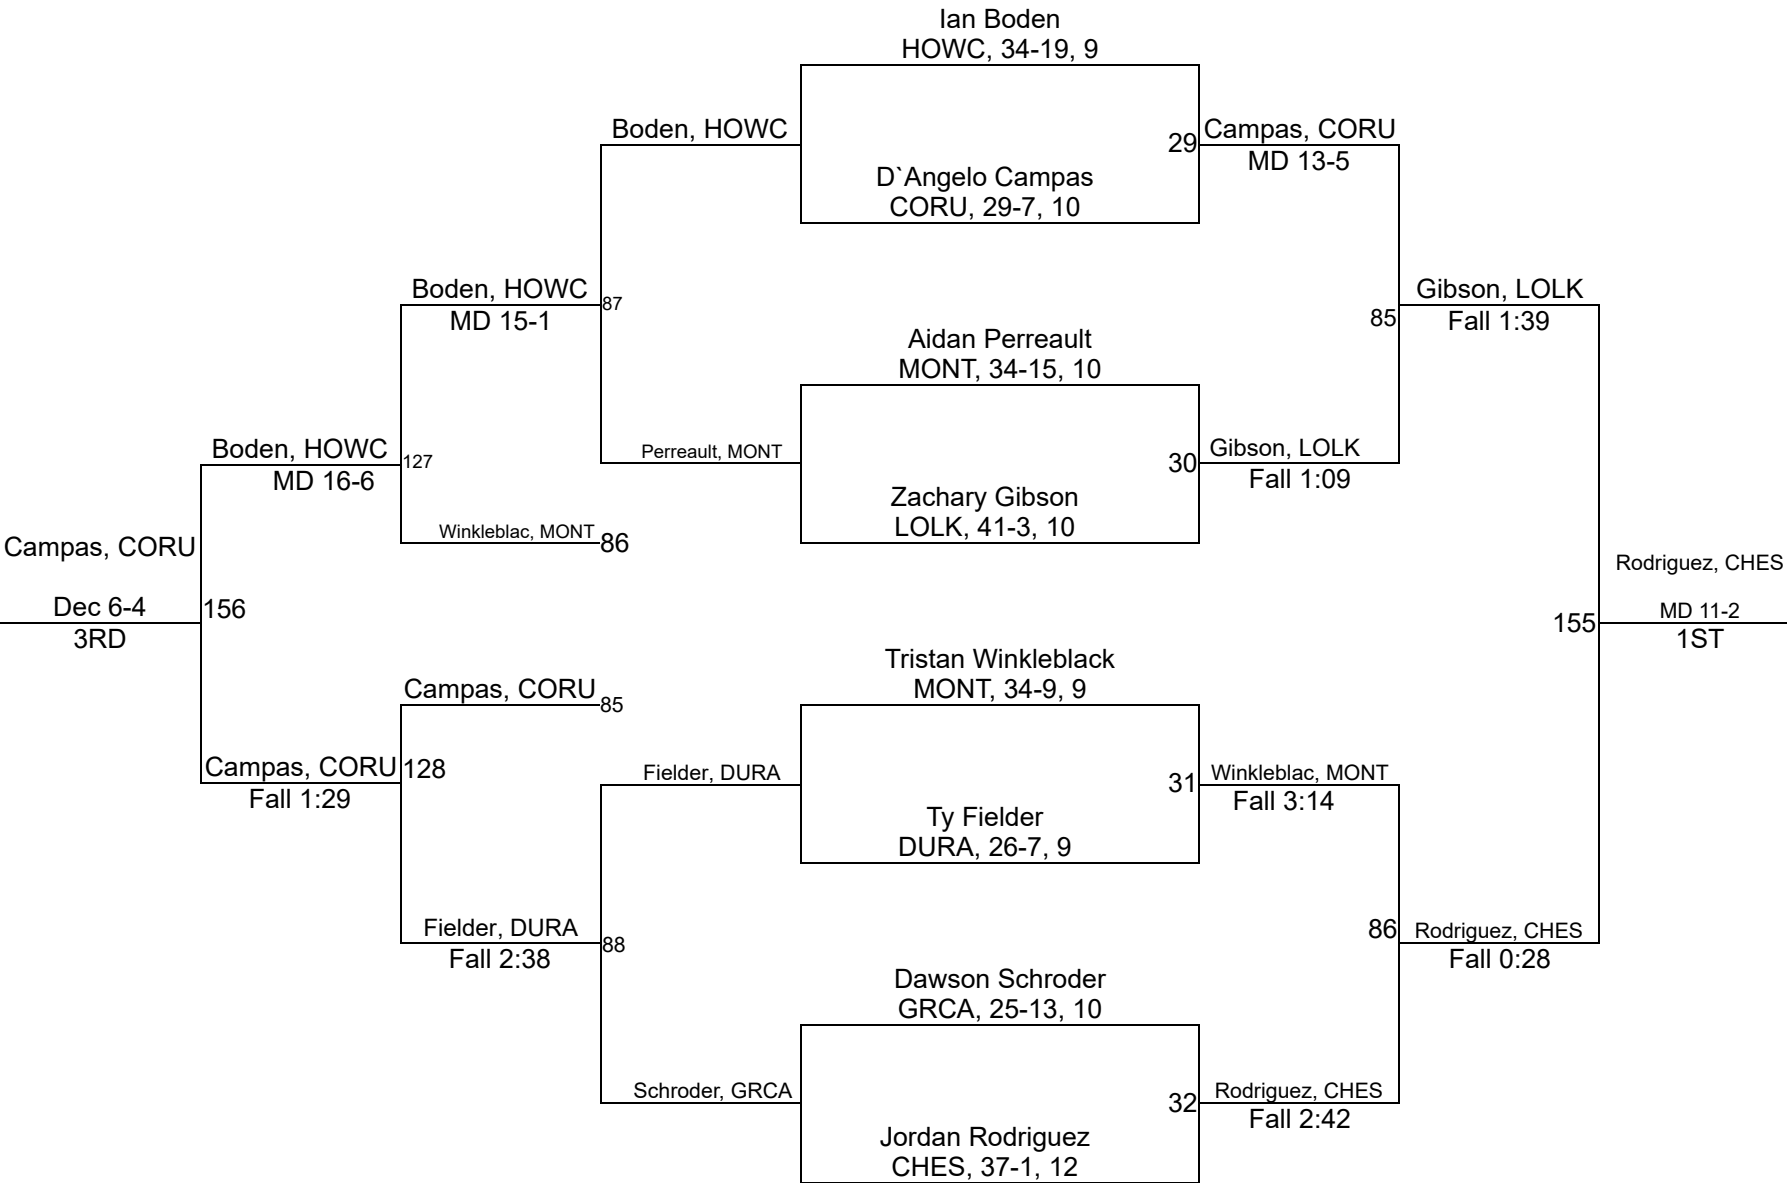 Ian Boden
HOWC, 34-19, 9
Boden, HOWC
29
Campas, CORU
MD 13-5
D`Angelo Campas
CORU, 29-7, 10
Boden, HOWC
87
MD 15-1
Gibson, LOLK
85
Fall 1:39
Aidan Perreault
MONT, 34-15, 10
Boden, HOWC
127
MD 16-6
Perreault, MONT
30
Gibson, LOLK
Fall 1:09
Zachary Gibson
LOLK, 41-3, 10
Winkleblac, MONT
86
Campas, CORU
Rodriguez, CHES
Dec 6-4
156
3RD
155
MD 11-2
1ST
Tristan Winkleblack
MONT, 34-9, 9
Campas, CORU
85
Campas, CORU
128
Fall 1:29
Fielder, DURA
31
Winkleblac, MONT
Fall 3:14
Ty Fielder
DURA, 26-7, 9
Fielder, DURA
88
Fall 2:38
86
Rodriguez, CHES
Fall 0:28
Dawson Schroder
GRCA, 25-13, 10
Schroder, GRCA
32
Rodriguez, CHES
Fall 2:42
Jordan Rodriguez
CHES, 37-1, 12